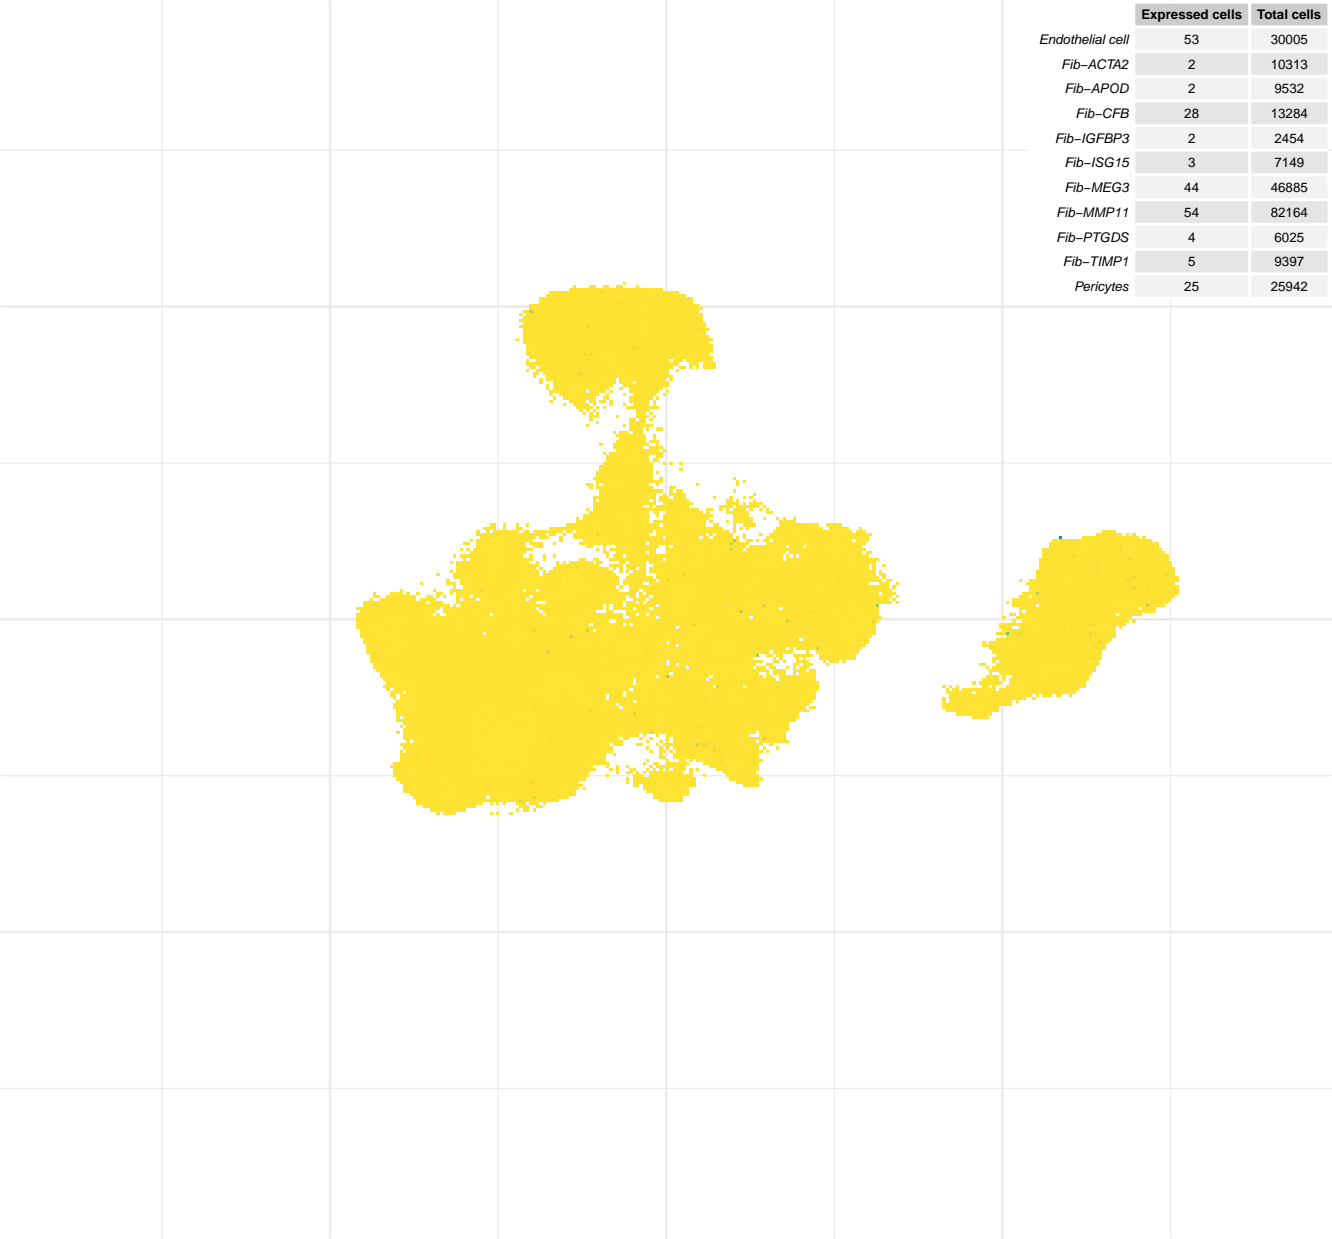 Expressed cells Total cells
Endothelial cell 53 30005
Fib−ACTA2 2 10313
Fib−APOD 2 9532
Fib−CFB 28 13284
Fib−IGFBP3 2 2454
Fib−ISG15 3 7149
Fib−MEG3 44 46885
Fib−MMP11 54 82164
Fib−PTGDS 4 6025
Fib−TIMP1 5 9397
Pericytes 25 25942